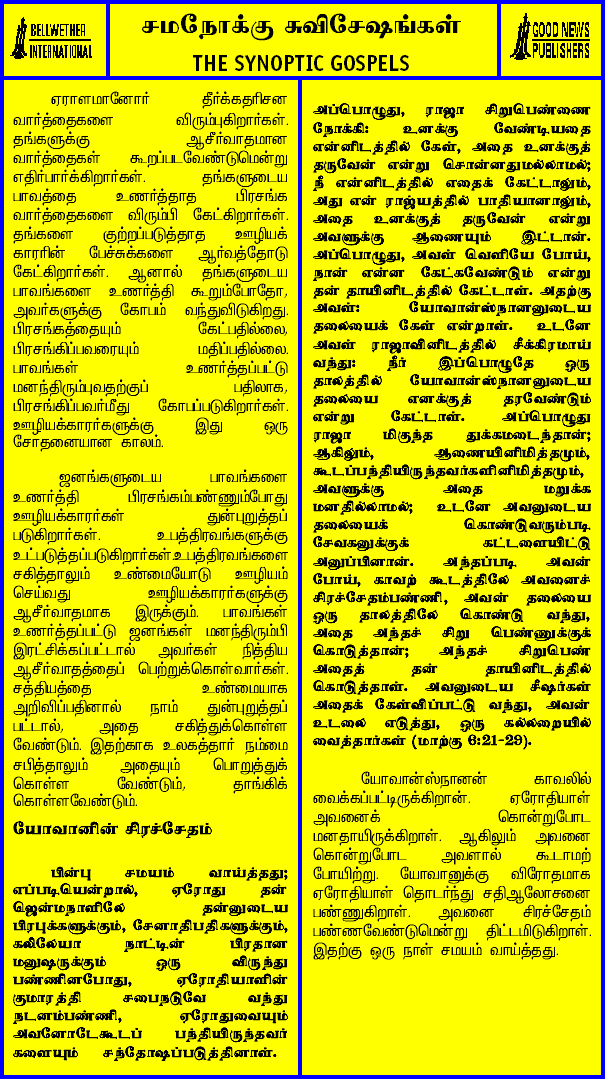 BELLWETHER
INTERNATIONAL
சமநோக்கு சுவிசேஷங்கள்
THE SYNOPTIC GOSPELS
GOOD NEWS
PUBLISHERS
ஏராளமானோர் தீர்க்கதரிசன
வார்த்தைகளை விரும்புகிறார்கள்.
தங்களுக்கு ஆசீர்வாதமான
வார்த்தைகள் கூறப்படவேண்டுமென்று
எதிர்பார்க்கிறார்கள். தங்களுடைய
பாவத்தை உணர்த்தாத பிரசங்க
வார்த்தைகளை விரும்பி கேட்கிறார்கள்.
தங்களை குற்றப்படுத்தாத ஊழியக்
காரரின் பேச்சுக்களை ஆர்வத்தோடு
கேட்கிறார்கள். ஆனால் தங்களுடைய
பாவங்களை உணர்த்தி கூறும்போதோ,
அவர்களுக்கு கோபம் வந்துவிடுகிறது.
பிரசங்கத்தையும் கேட்பதில்லை,
பிரசங்கிப்பவரையும் மதிப்பதில்லை.
பாவங்கள் உணர்த்தப்பட்டு
மனந்திரும்புவதற்குப் பதிலாக,
பிரசங்கிப்பவர்மீது கோபப்படுகிறார்கள்.
ஊழியக்காரர்களுக்கு இது ஒரு
சோதனையான காலம்.
ஜனங்களுடைய பாவங்களை
உணர்த்தி பிரசங்கம்பண்ணும்போது
ஊழியக்காரர்கள் துன்புறுத்தப்
படுகிறார்கள். உபத்திரவங்களுக்கு
உட்படுத்தப்படுகிறார்கள்.உபத்திரவங்களை
சகித்தாலும் உண்மையோடு ஊழியம்
செய்வது ஊழியக்காரர்களுக்கு
ஆசீர்வாதமாக இருக்கும். பாவங்கள்
உணர்த்தப்பட்டு ஜனங்கள் மனந்திரும்பி
இரட்சிக்கப்பட்டால் அவர்கள் நித்திய
ஆசீர்வாதத்தைப் பெற்றுக்கொள்வார்கள்.
சத்தியத்தை உண்மையாக
அறிவிப்பதினால் நாம் துன்புறுத்தப்
பட்டால், அதை சகித்துக்கொள்ள
வேண்டும். இதற்காக உலகத்தார் நம்மை
சபித்தாலும் அதையும் பொறுத்துக்
கொள்ள வேண்டும், தாங்கிக்
கொள்ளவேண்டும்.
யோவானின் சிரச்சேதம்
பின்பு சமயம் வாய்த்தது;
எப்படியென்றால், ஏரோது தன்
ஜென்மநாளிலே தன்னுடைய
பிரபுக்களுக்கும், சேனாதிபதிகளுக்கும்,
கலிலேயா நாட்டின் பிரதான
மனுஷருக்கும் ஒரு விருந்து
பண்ணினபோது, ஏரோதியாளின்
குமாரத்தி சபைநடுவே வந்து
நடனம்பண்ணி, ஏரோதுவையும்
அவனோடேகூடப் பந்தியிருந்தவர்
களையும் சந்தோஷப்படுத்தினாள்.
அப்பொழுது, ராஜா சிறுபெண்ணை
நோக்கி: உனக்கு வேண்டியதை
என்னிடத்தில் கேள், அதை உனக்குத்
தருவேன் என்று சொன்னதுமல்லாமல்;
நீ என்னிடத்தில் எதைக் கேட்டாலும்,
அது என் ராஜ்யத்தில் பாதியானாலும்,
அதை உனக்குத் தருவேன் என்று
அவளுக்கு ஆணையும் இட்டான்.
அப்பொழுது, அவள் வெளியே போய்,
நான் என்ன கேட்கவேண்டும் என்று
தன் தாயினிடத்தில் கேட்டாள். அதற்கு
அவள்: யோவான்ஸ்நானனுடைய
தலையைக் கேள் என்றாள். உடனே
அவள் ராஜாவினிடத்தில் சீக்கிரமாய்
வந்து: நீர் இப்பொழுதே ஒரு
தாலத்தில் யோவான்ஸ்நானனுடைய
தலையை எனக்குத் தரவேண்டும்
என்று கேட்டாள். அப்பொழுது
ராஜா மிகுந்த துக்கமடைந்தான்;
ஆகிலும், ஆணையினிமித்தமும்,
கூடப்பந்தியிருந்தவர்களினிமித்தமும்,
அவளுக்கு அதை மறுக்க
மனதில்லாமல்; உடனே அவனுடைய
தலையைக் கொண்டுவரும்படி
சேவகனுக்குக் கட்டளையிட்டு
அனுப்பினான். அந்தப்படி அவன்
போய், காவற் கூடத்திலே அவனைச்
சிரச்சேதம்பண்ணி, அவன் தலையை
ஒரு தாலத்திலே கொண்டு வந்து,
அதை அந்தச் சிறு பெண்ணுக்குக்
கொடுத்தான்; அந்தச் சிறுபெண்
அதைத் தன் தாயினிடத்தில்
கொடுத்தாள். அவனுடைய சீஷர்கள்
அதைக் கேள்விப்பட்டு வந்து, அவன்
உடலை எடுத்து, ஒரு கல்லறையில்
வைத்தார்கள் (மாற்கு 6:21-29).
யோவான்ஸ்நானன் காவலில்
வைக்கப்பட்டிருக்கிறான். ஏரோதியாள்
அவனைக் கொன்றுபோட
மனதாயிருக்கிறாள். ஆகிலும் அவனை
கொன்றுபோட அவளால் கூடாமற்
போயிற்று. யோவானுக்கு விரோதமாக
ஏரோதியாள் தொடர்ந்து சதிஆலோசனை
பண்ணுகிறாள். அவனை சிரச்சேதம்
பண்ணவேண்டுமென்று திட்டமிடுகிறாள்.
இதற்கு ஒரு நாள் சமயம் வாய்த்தது.